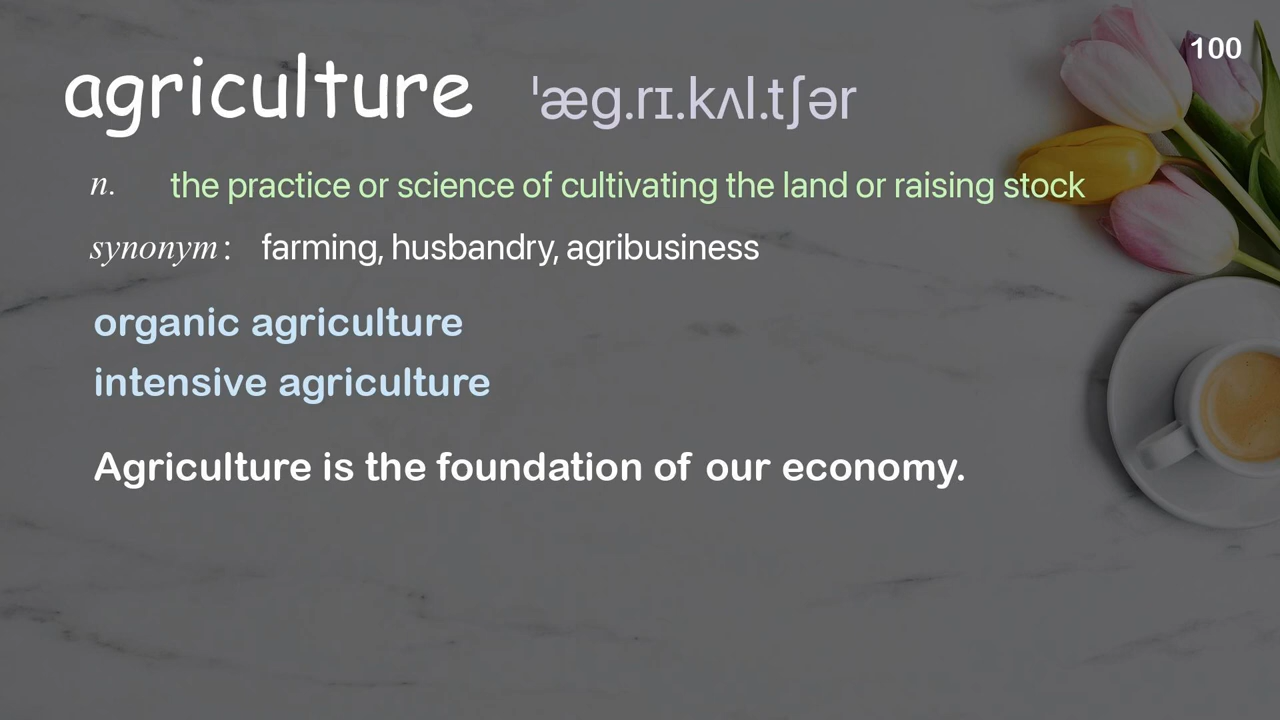 100
agriculture ˈæg.rɪ.kʌl.tʃər
n. the practice or science of cultivating the land or raising stock
synonym: farming, husbandry, agribusiness
organic agriculture
intensive agriculture
Agriculture is the foundation of our economy.